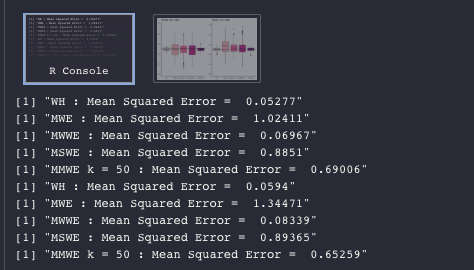 R Console
[1] "WH : Mean Squared Error =  0.05277"
[1] "MWE : Mean Squared Error =  1.02411"
[1] "MWWE : Mean Squared Error =  0.06967"
[1] "MSWE : Mean Squared Error =  0.8851"
[1] "MMWE k = 50 : Mean Squared Error =  0.69006"
[1] "WH : Mean Squared Error =  0.0594"
[1] "MWE : Mean Squared Error =  1.34471"
[1] "MWWE : Mean Squared Error =  0.08339"
[1] "MSWE : Mean Squared Error =  0.89365"
[1] "MMWE k = 50 : Mean Squared Error =  0.65259"